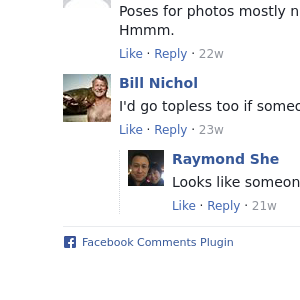 Poses for photos mostly n
Hmmm.
Like · Reply · 22w
Bill Nichol
I'd go topless too if someo
Like · Reply · 23w
Raymond She
Looks like someon
Like · Reply · 21w
Facebook Comments Plugin